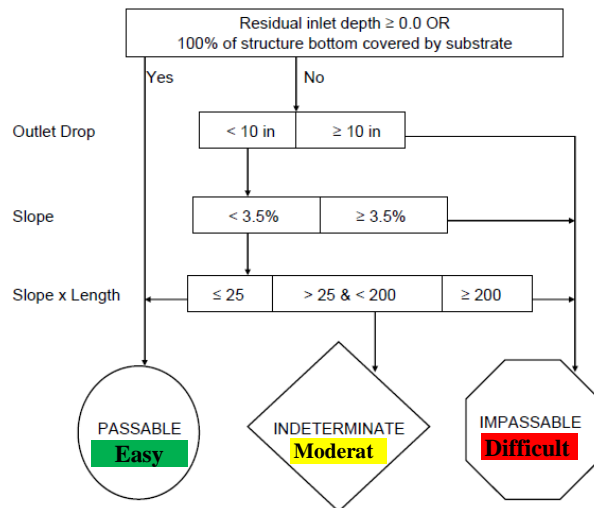 Residual inlet depth ≥ 0.0 OR
100% of structure bottom covered by substrate
Yes
No
Outlet Drop
< 10 in
≥ 10 in
Slope
< 3.5%
≥ 3.5%
Slope x Length
≤ 25
> 25 & < 200
≥ 200
PASSABLE
Easy
INDETERMINATE
Moderat
IMPASSABLE
Difficult